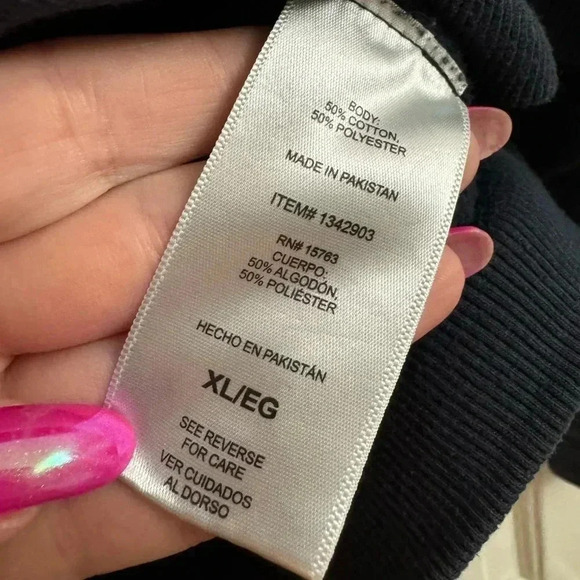 BODY:
50% COTTON,
50% POLYESTER
MADE IN PAKISTAN
ITEM# 1342903
RN# 15763
CUERPO:
50% ALGODÓN,
50% POLIÉSTER
HECHO EN PAKISTÁN
XL/EG
SEE REVERSE
FOR CARE
VER CUIDADOS
AL DORSO